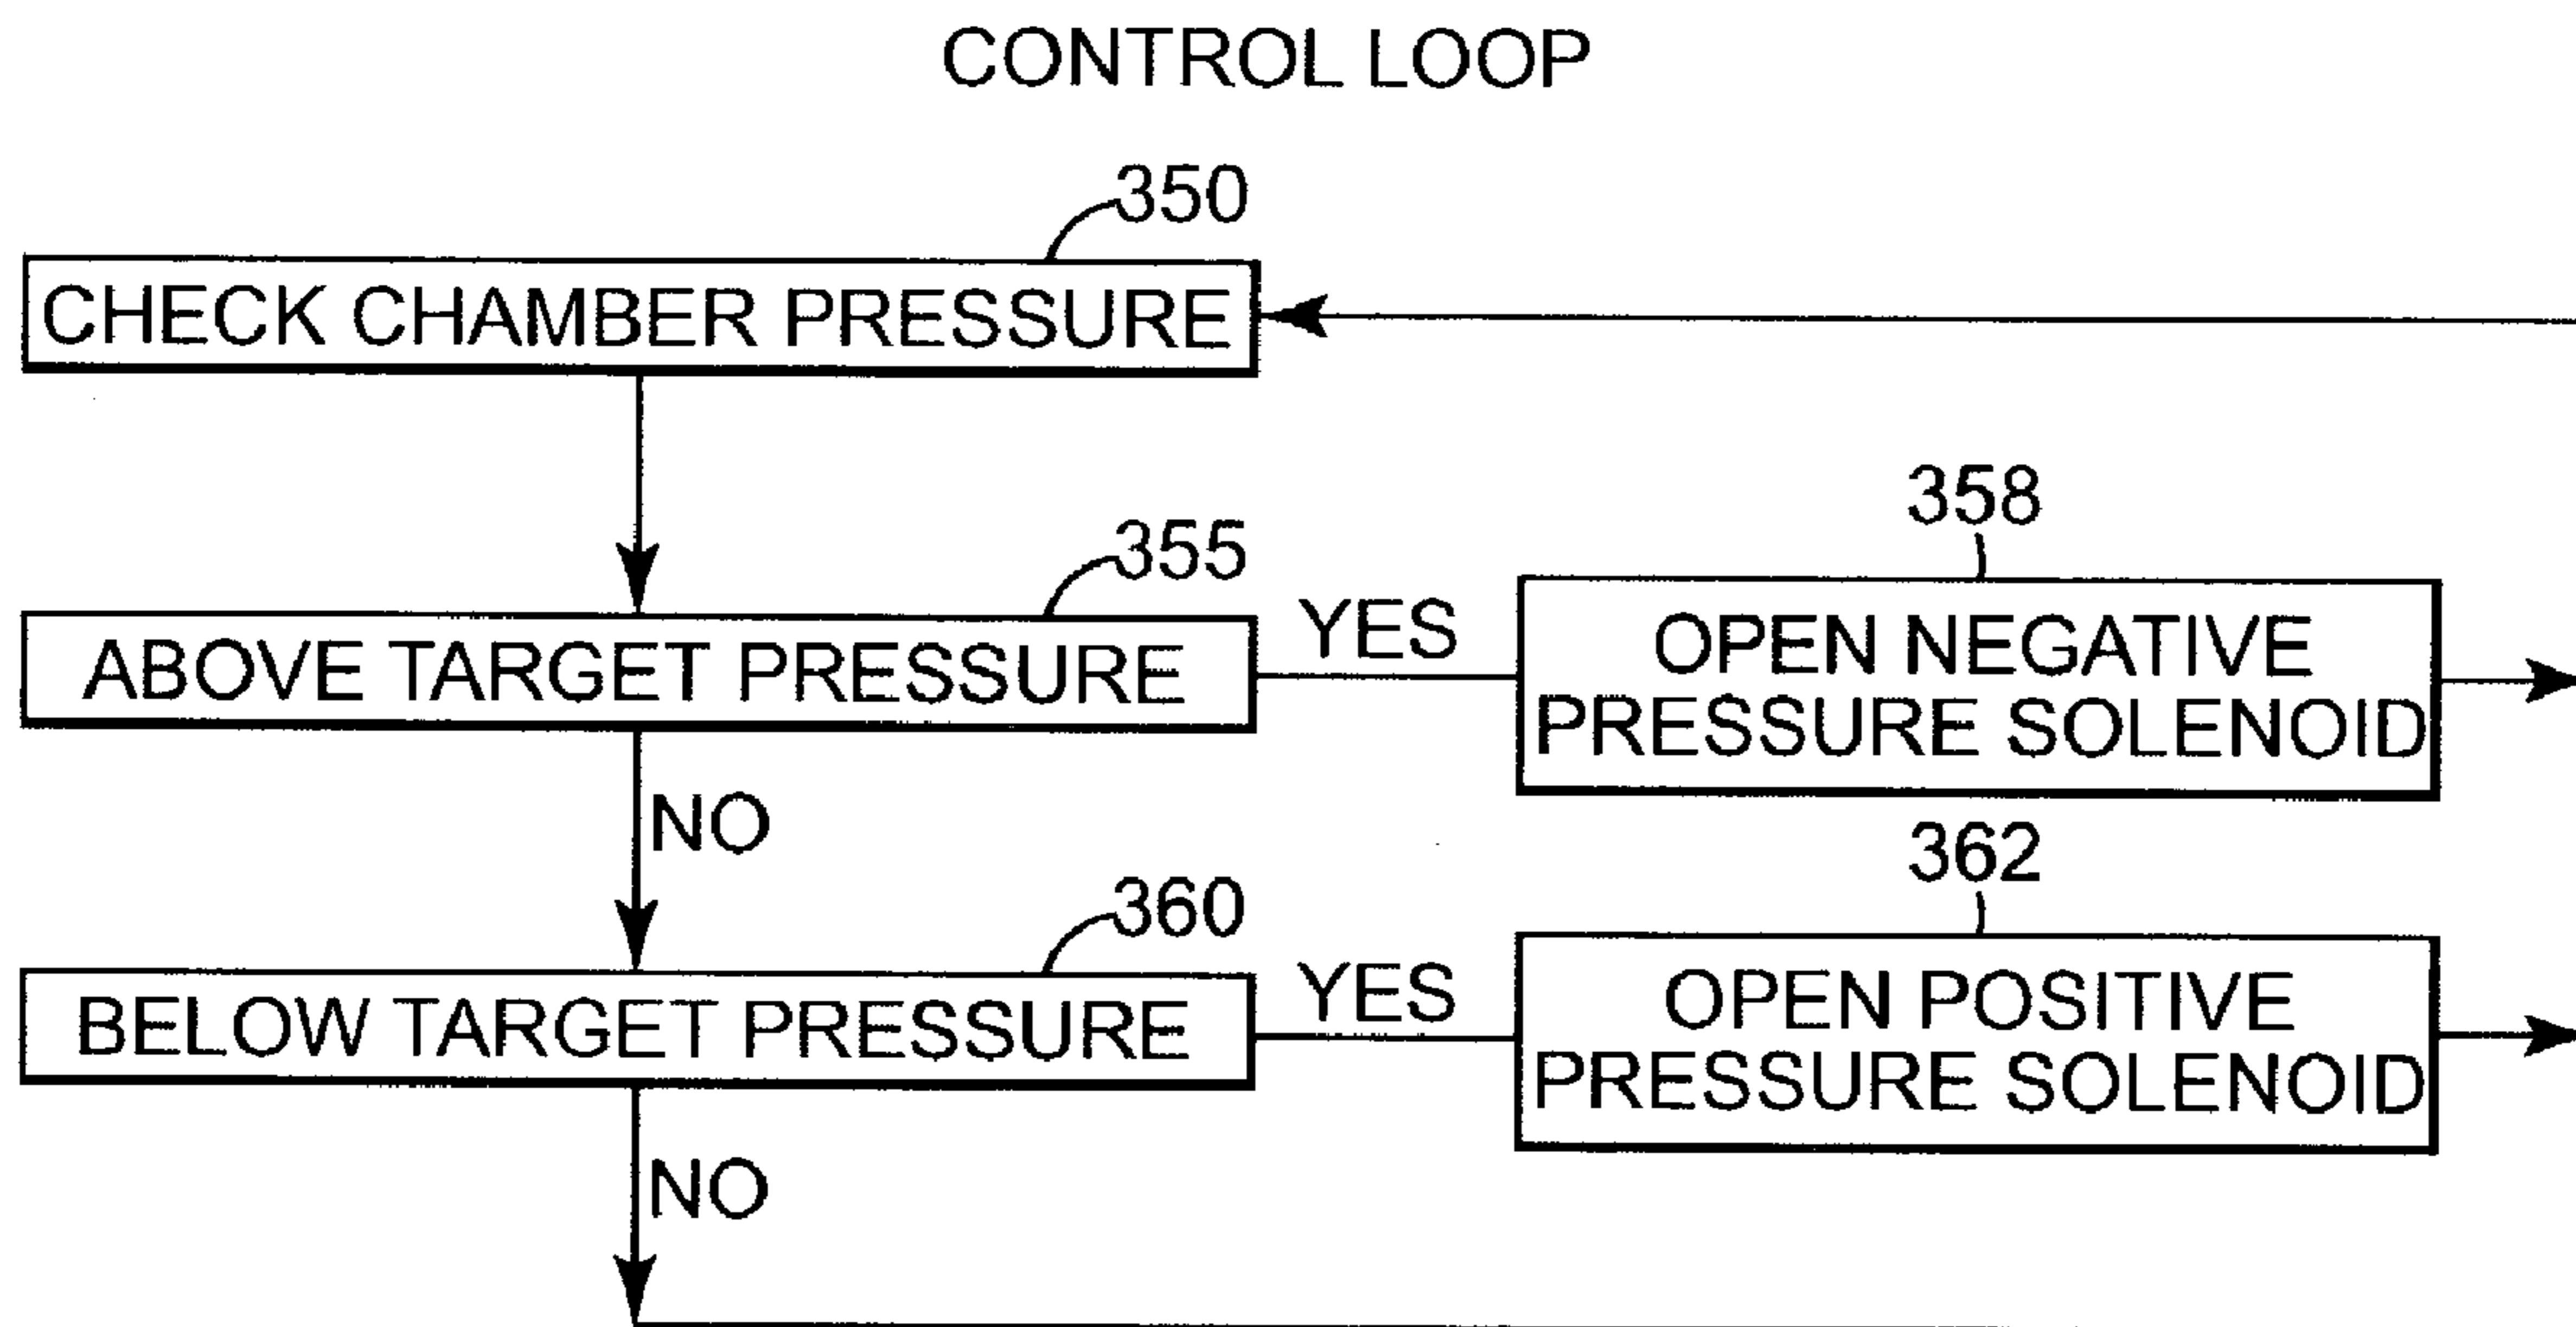 CONTROL LOOP
350
CHECK CHAMBER PRESSURE
355
ABOVE TARGET PRESSURE
YES
358
OPEN NEGATIVE
PRESSURE SOLENOID
NO
360
BELOW TARGET PRESSURE
YES
362
OPEN POSITIVE
PRESSURE SOLENOID
NO